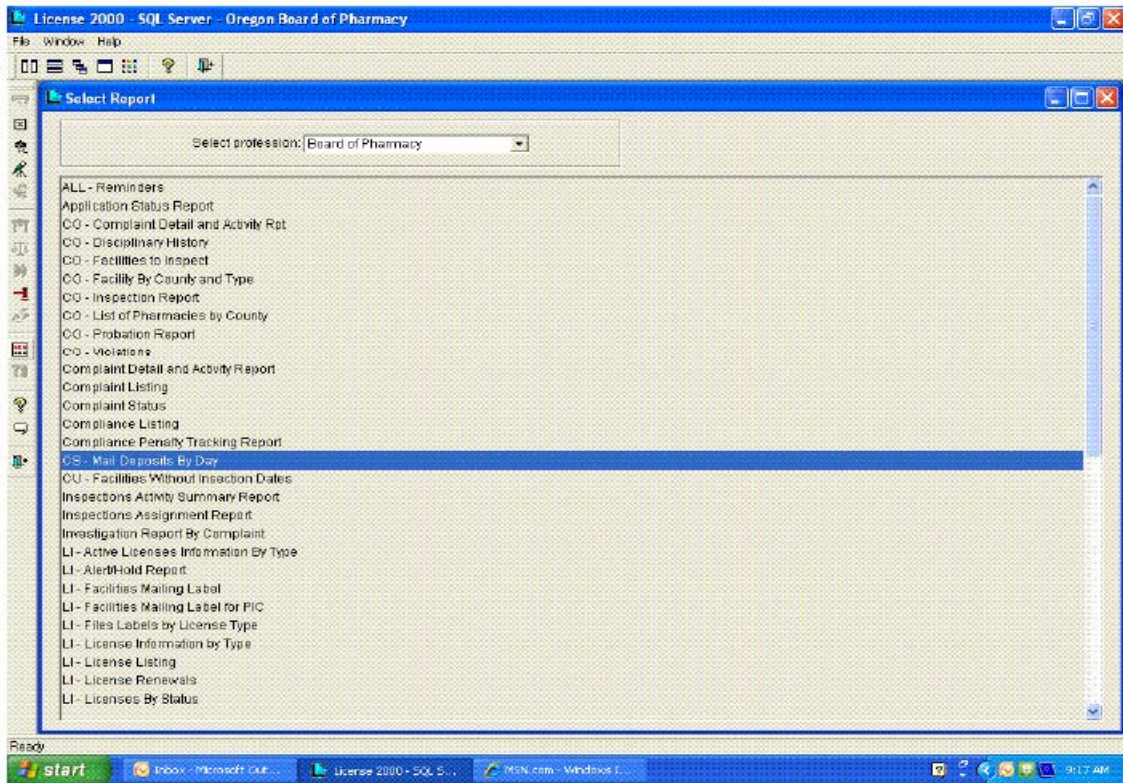 License 2000 - SQL Server - Oregon Board of Pharmacy
File Window Help
Select Report
Select profession: Board of Pharmacy
ALL - Reminders
Application Status Report
CO - Complaint Detail and Activity Rpt
CO - Disciplinary History
CO - Facilities to Inspect
CO - Facility By County and Type
CO - Inspection Report
CO - List of Pharmacies by County
CO - Probation Report
CO - Violations
Complaint Detail and Activity Report
Complaint Listing
Complaint Status
Compliance Listing
Compliance Penalty Tracking Report
CS - Mail Deposits By Day
CU - Facilities Without Insection Dates
Inspections Activity Summary Report
Inspections Assignment Report
Investigation Report By Complaint
LI - Active Licenses Information By Type
LI - Alert/Hold Report
LI - Facilities Mailing Label
LI - Facilities Mailing Label for PIC
LI - Files Labels by License Type
LI - License Information by Type
LI - License Listing
LI - License Renewals
LI - Licenses By Status
Ready
start Inbox - Microsoft Out... License 2000 - SQL S... MSN.com - Windows I... 9:17 AM